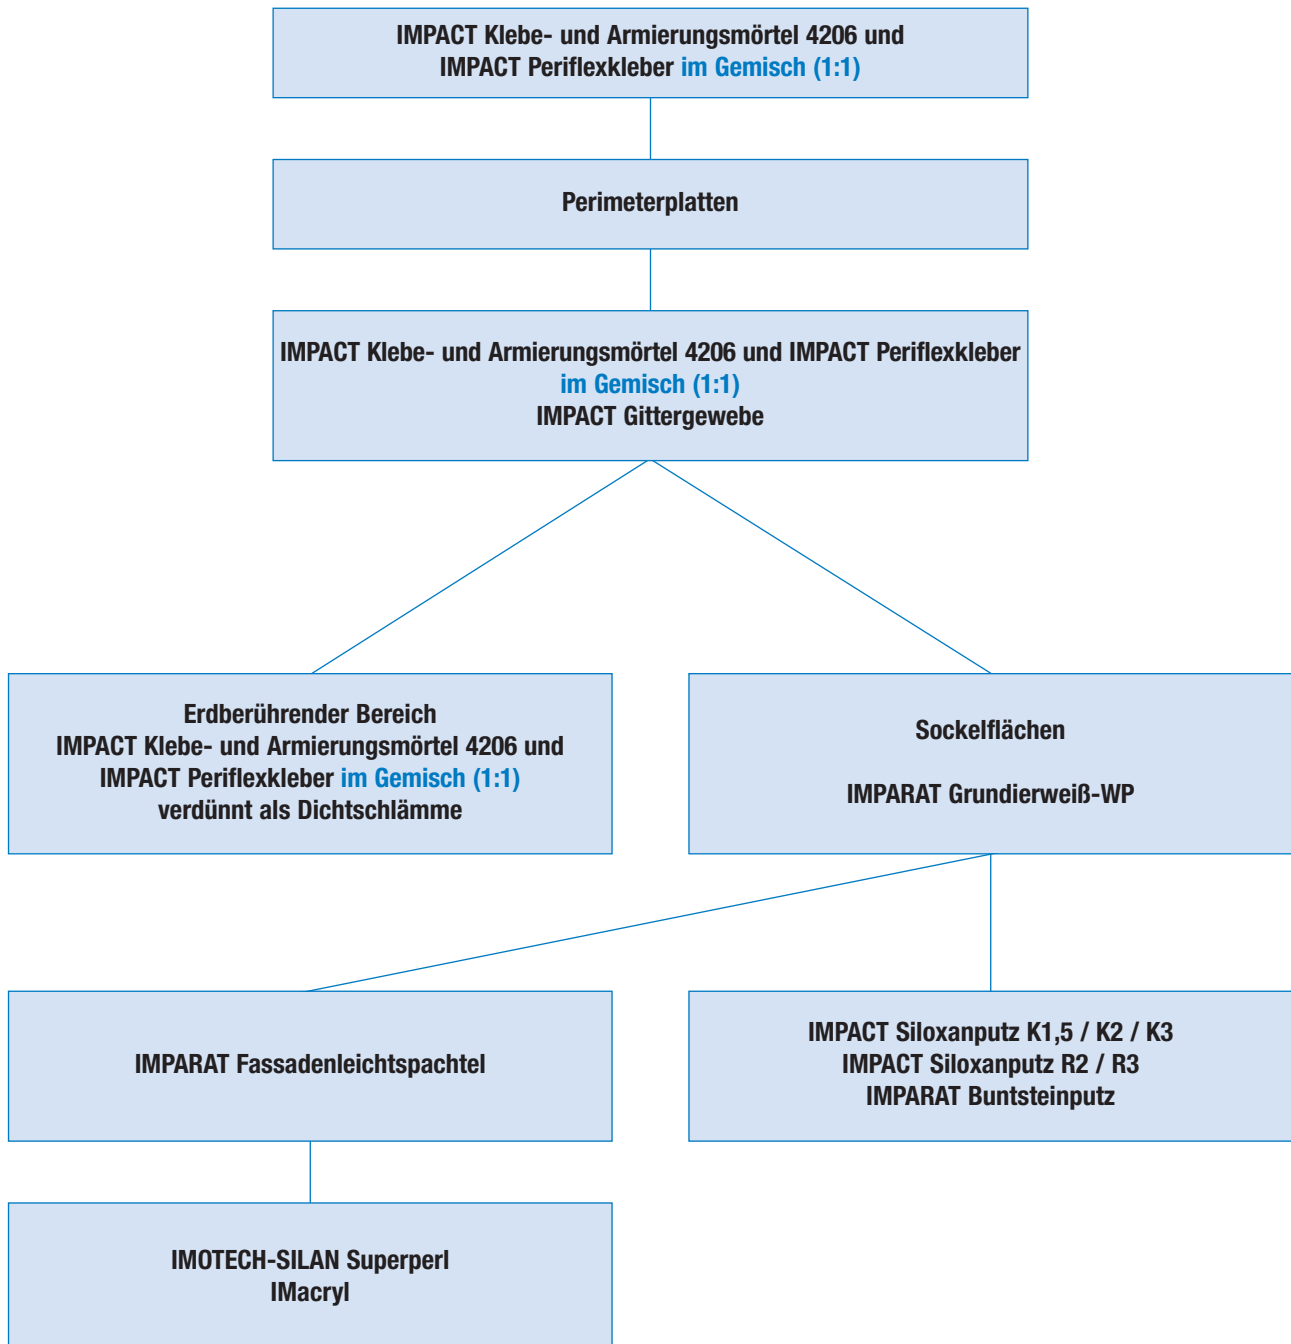 IMPACT Klebe- und Armierungsmörtel 4206 und
IMPACT Periflexkleber im Gemisch (1:1)
Perimeterplatten
IMPACT Klebe- und Armierungsmörtel 4206 und IMPACT Periflexkleber
im Gemisch (1:1)
IMPACT Gittergewebe
Erdberührender Bereich
IMPACT Klebe- und Armierungsmörtel 4206 und
IMPACT Periflexkleber im Gemisch (1:1)
verdünnt als Dichtschlämme
Sockelflächen
IMPARAT Grundierweiß-WP
IMPARAT Fassadenleichtspachtel
IMPACT Siloxanputz K1,5 / K2 / K3
IMPACT Siloxanputz R2 / R3
IMPARAT Buntsteinputz
IMOTECH-SILAN Superperl
IMacryl